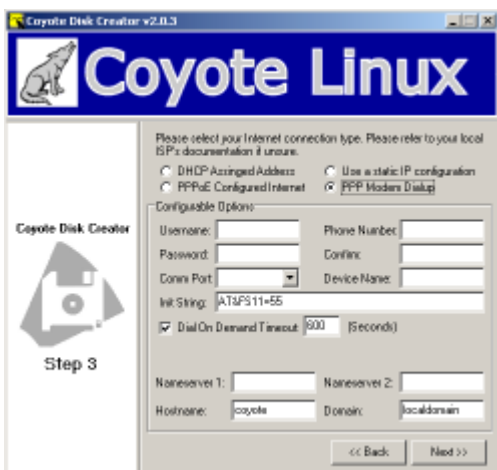 Coyote Disk Creator v2.0.3
Coyote Linux
Please select your Internet connection type. Please refer to your local
ISP's documentation if unsure.
DHCP Assinged Address
Use a static IP configuration
PPPoE Configured Internet
PPP Modem Dialup
Configurable Options
Coyote Disk Creator
Step 3
Username:
Phone Number:
Password:
Confirm:
Comm Port
Device Name:
Init String: AT&FS11=55
Dial On Demand Timeout 600 (Seconds)
Nameserver 1:
Nameserver 2:
Hostname: coyote
Domain: localdomain
<< Back
Next >>